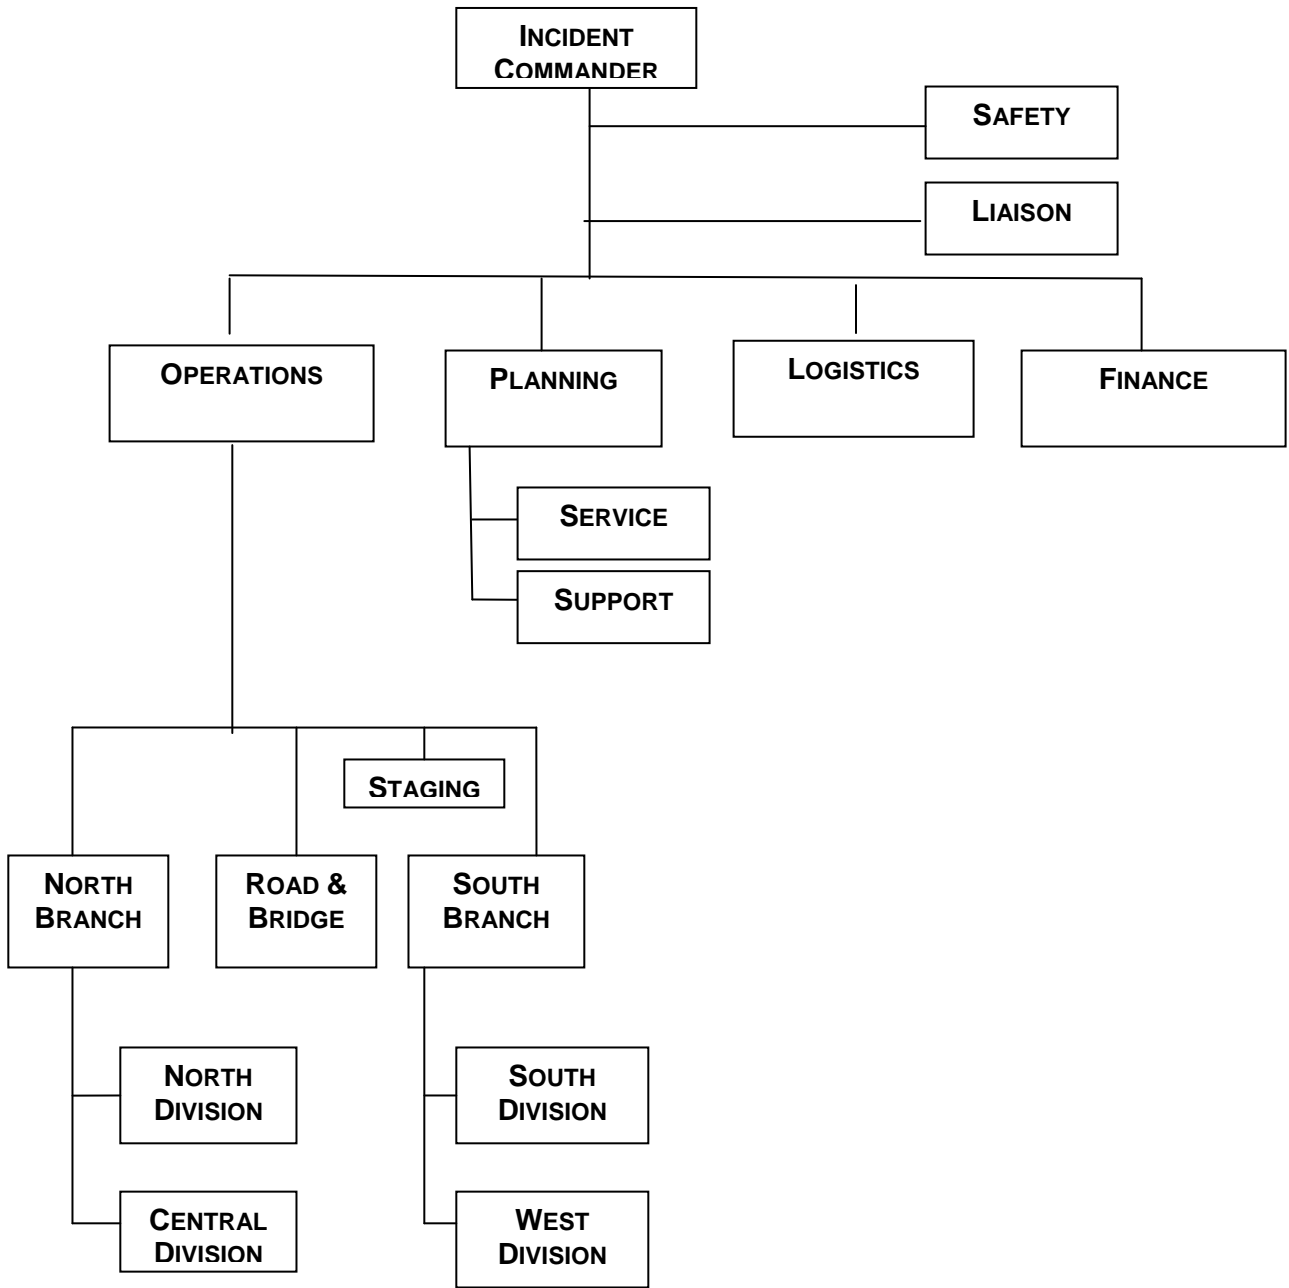 INCIDENT
COMMANDER
SAFETY
LIAISON
OPERATIONS
PLANNING
LOGISTICS
FINANCE
SERVICE
SUPPORT
STAGING
NORTH
BRANCH
ROAD &
BRIDGE
SOUTH
BRANCH
NORTH
DIVISION
SOUTH
DIVISION
CENTRAL
DIVISION
WEST
DIVISION